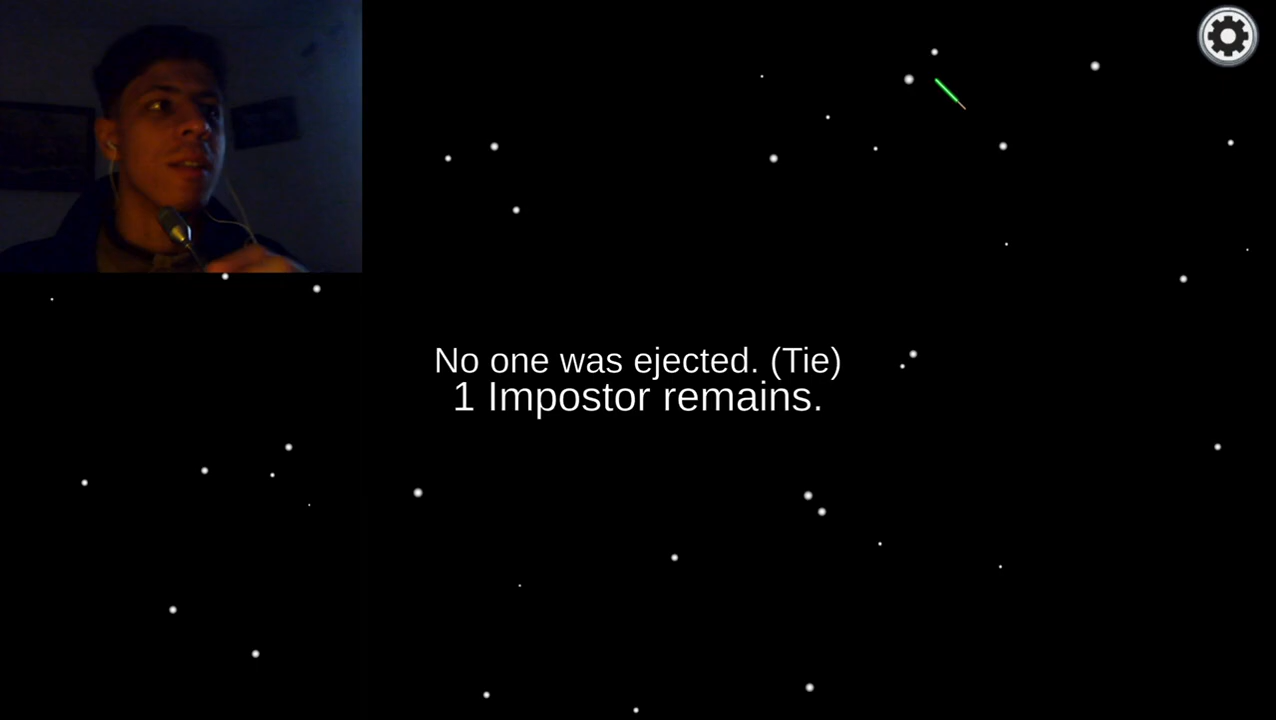 No one was ejected. (Tie)
1 Impostor remains.